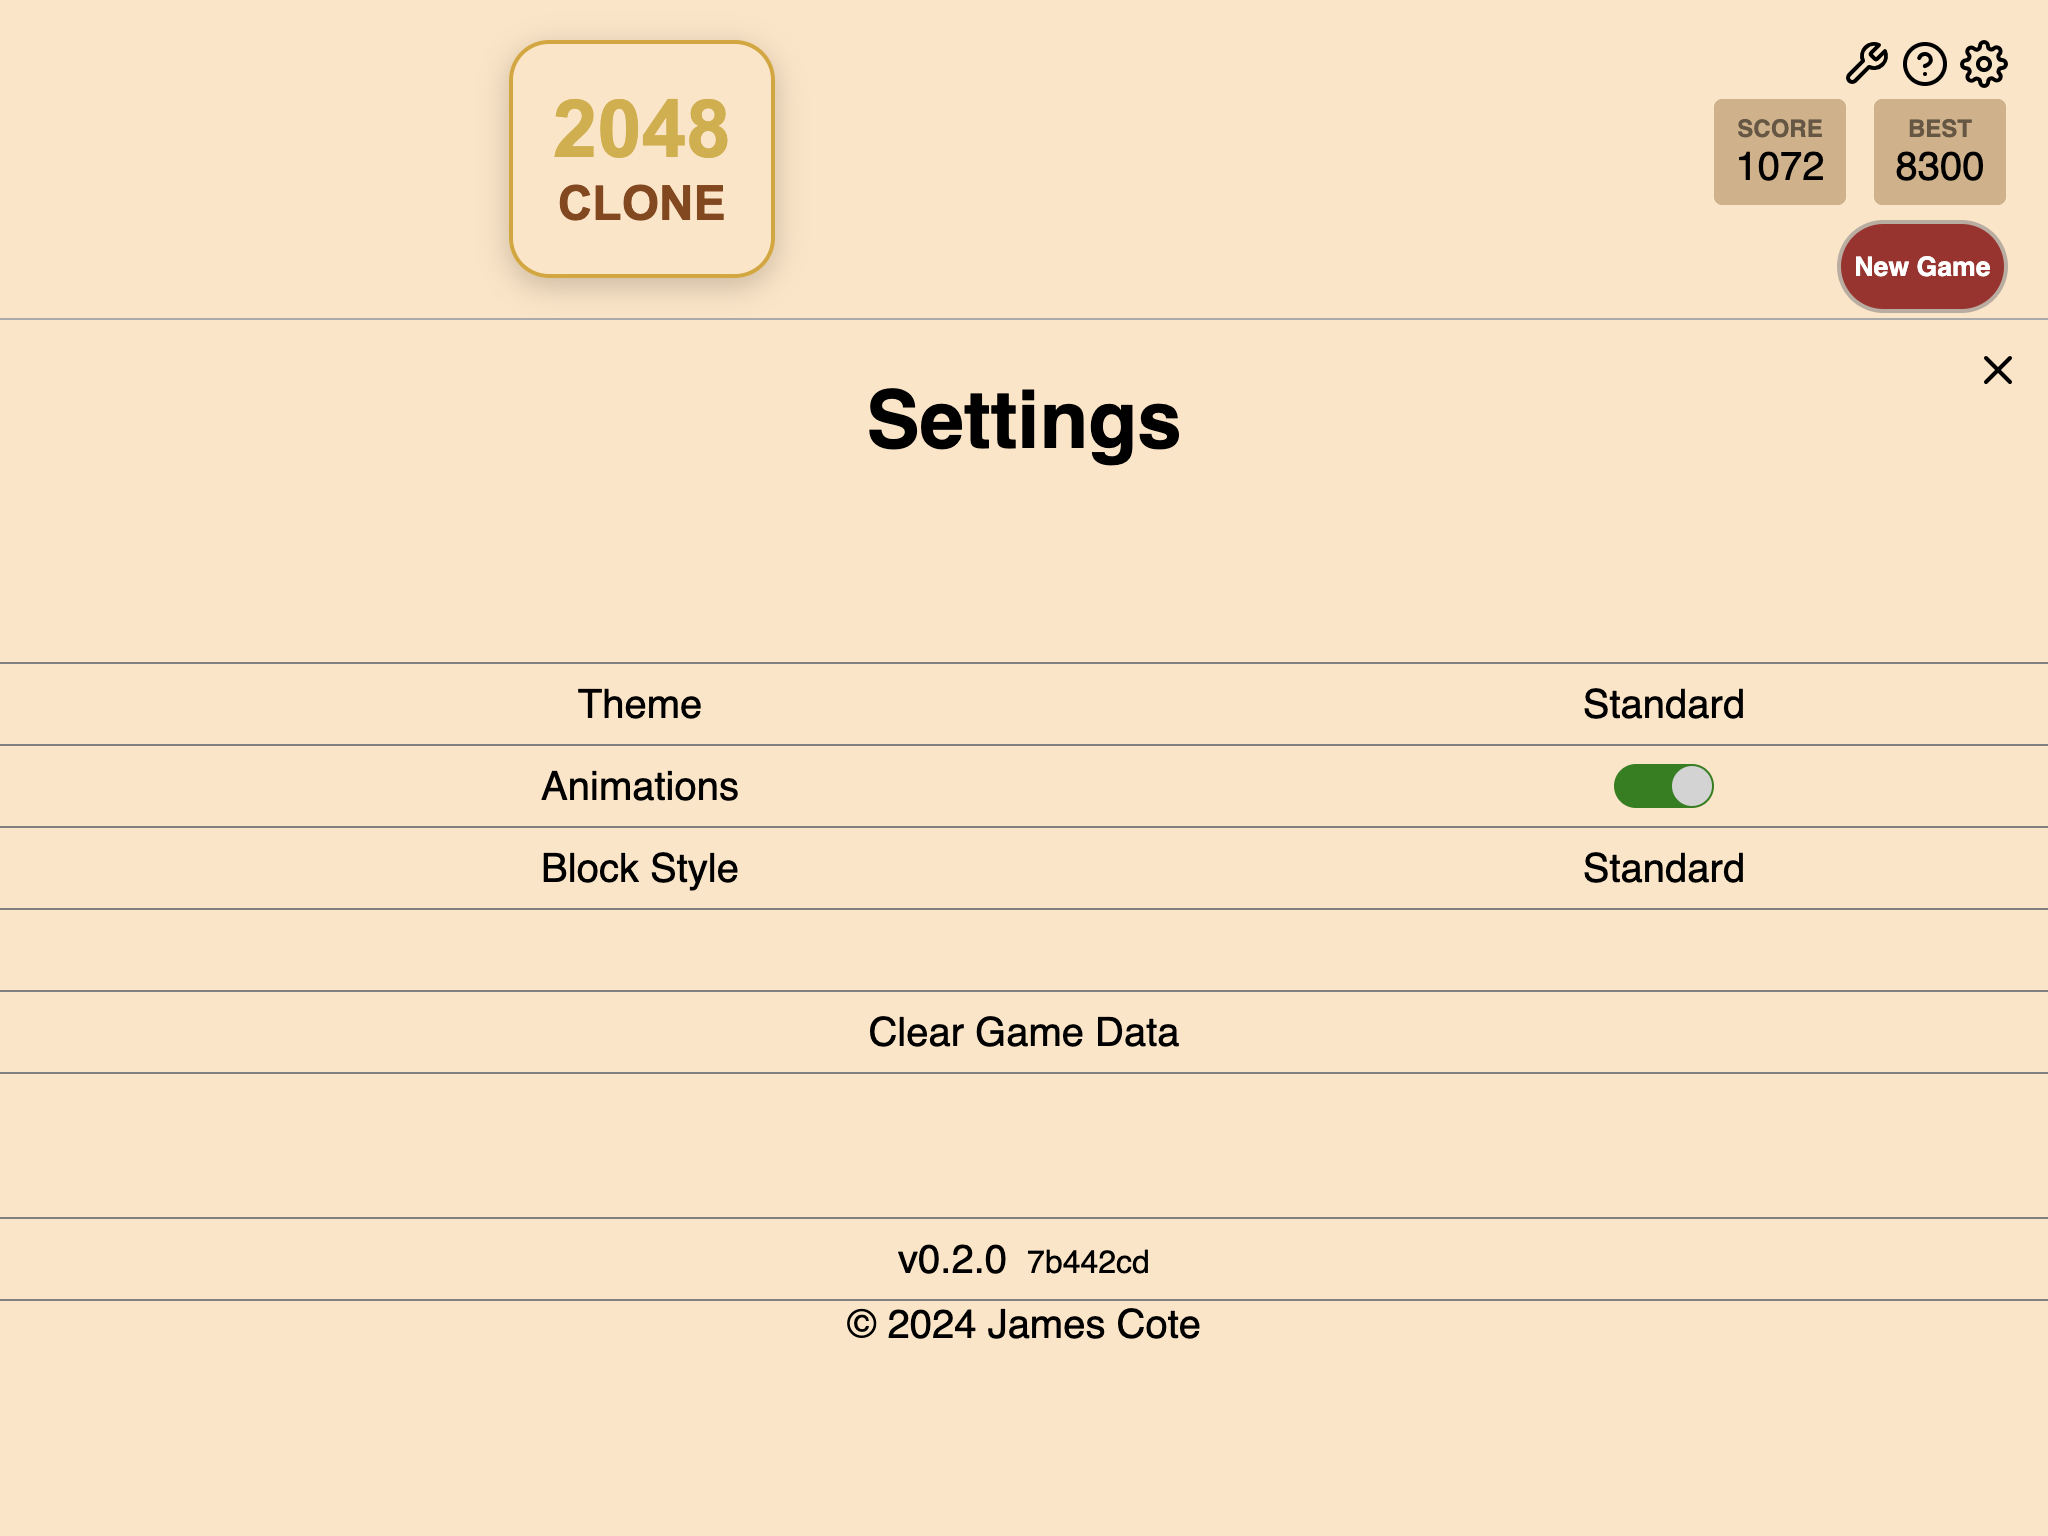 2048
CLONE
SCORE
1072
BEST
8300
New Game
Settings
Theme Standard
Animations
Block Style Standard
Clear Game Data
v0.2.0 7b442cd
© 2024 James Cote